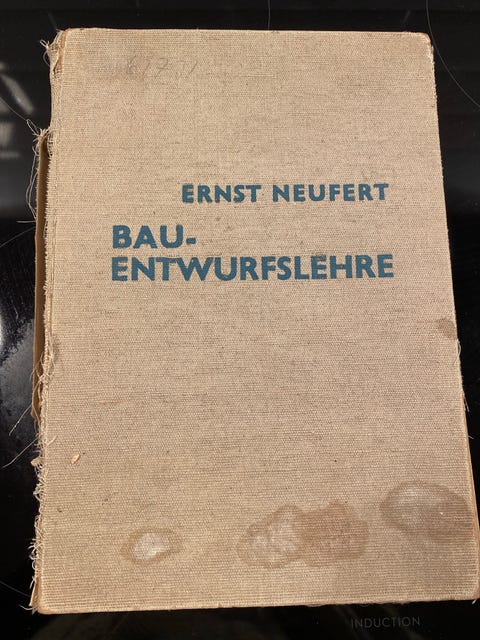 ERNST NEUFERT
BAU-
ENTWURFSLEHRE
INDUCTION